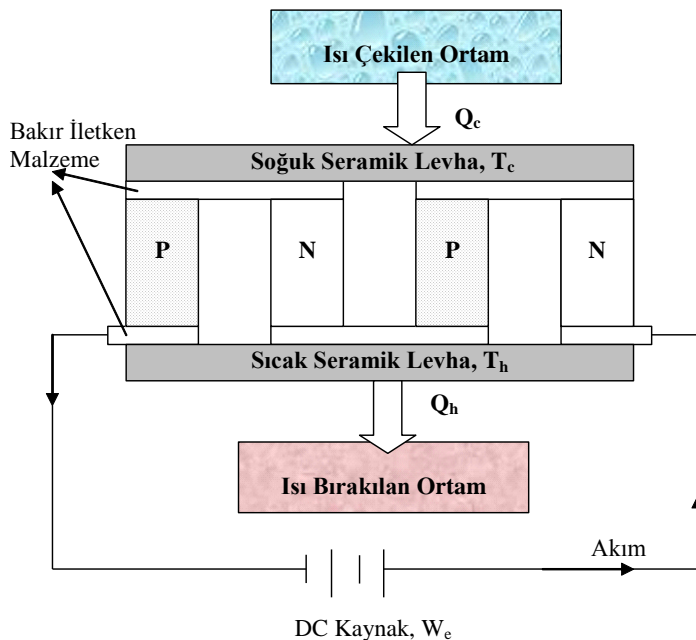 Isı Çekilen Ortam
Qc
Bakır İletken
Malzeme
Soğuk Seramik Levha, Tc
P
N
P
N
Sıcak Seramik Levha, Th
Qh
Isı Bırakılan Ortam
Akım
DC Kaynak, We